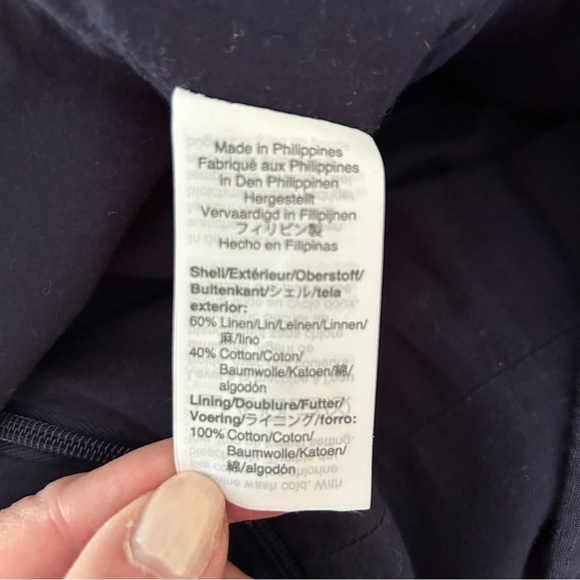 Made in Philippines
Fabriqué aux Philippines
in Den Philippinen
Hergestellt
Vervaardigd in Filipijnen
フィリピン製
Hecho en Filipinas
Shell/Extérieur/Oberstoff/
Buitenkant/シェル/tela
exterior:
60% Linen/Lin/Leinen/Linnen/
麻/lino
40% Cotton/Coton/
Baumwolle/Katoen/綿/
algodón
Lining/Doublure/Futter/
Voering/ライニング/forro:
100% Cotton/Coton/
Baumwolle/Katoen/
綿/algodón